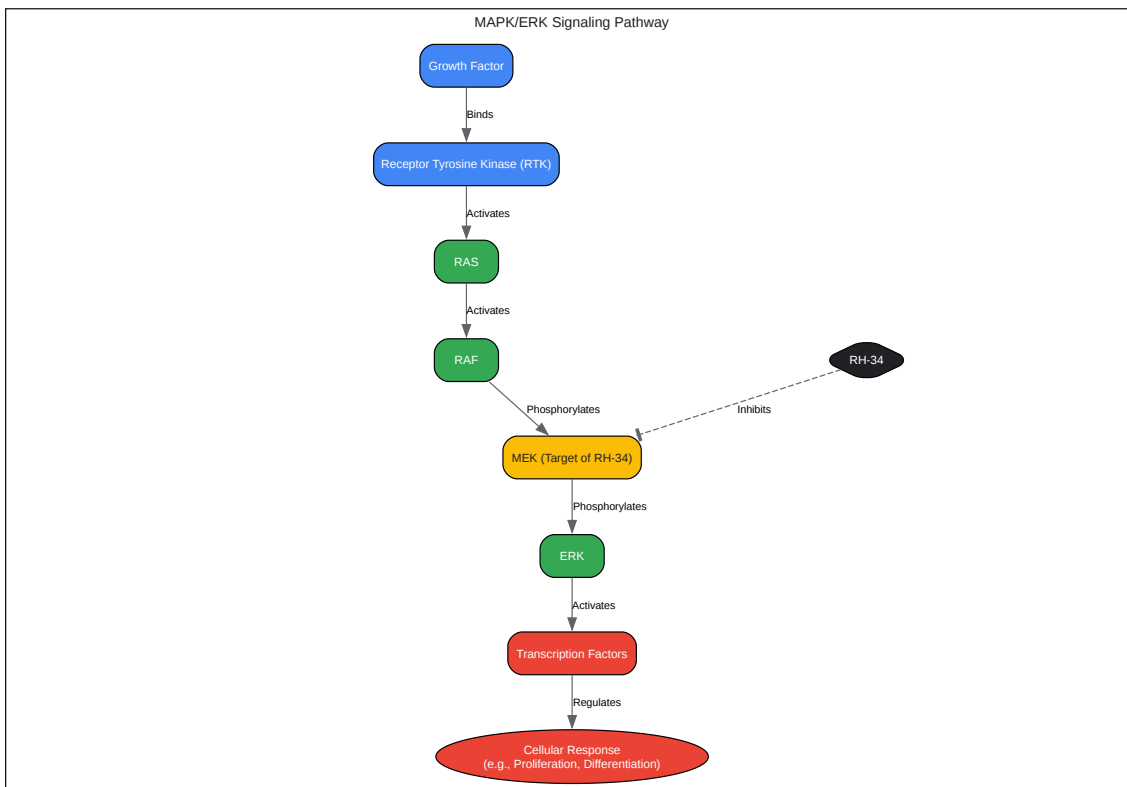 MAPK/ERK Signaling Pathway
Growth Factor
Binds
Receptor Tyrosine Kinase (RTK)
Activates
RAS
Activates
RAF
RH-34
Phosphorylates
Inhibits
MEK (Target of RH-34)
Phosphorylates
ERK
Activates
Transcription Factors
Regulates
Cellular Response
(e.g., Proliferation, Differentiation)